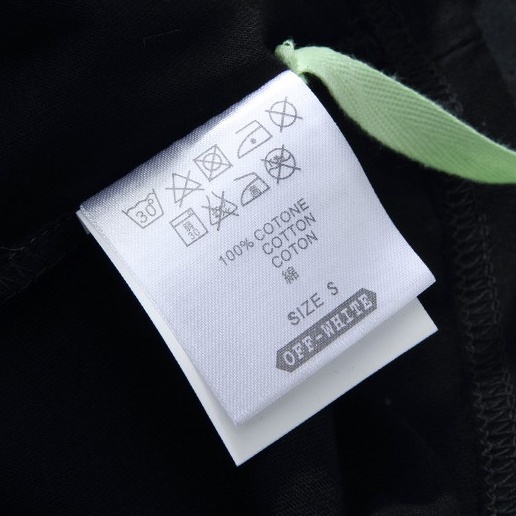 30°
100% COTONE
COTTON
COTON
綿
SIZE S
OFF-WHITE